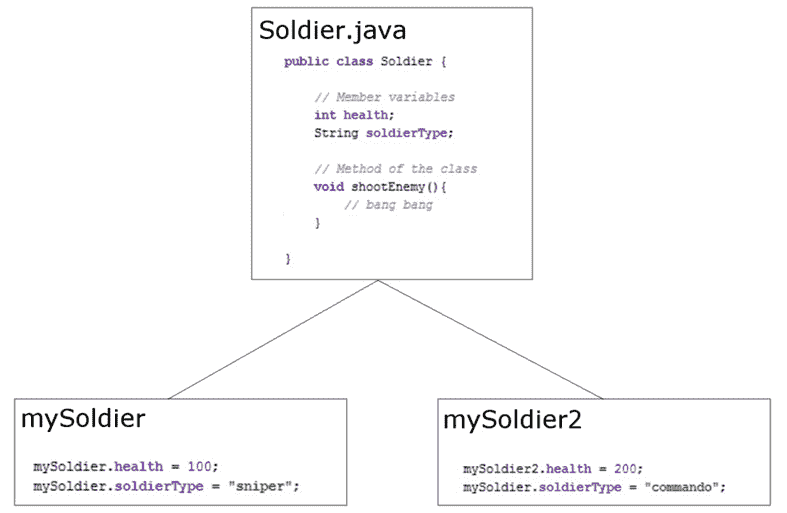 Soldier.java
public class Soldier {
// Member variables
int health;
String soldierType;
// Method of the class
void shootEnemy(){
// bang bang
}
}
mySoldier
mySoldier.health = 100;
mySoldier.soldierType = "sniper";
mySoldier2
mySoldier2.health = 200;
mySoldier.soldierType = "commando";